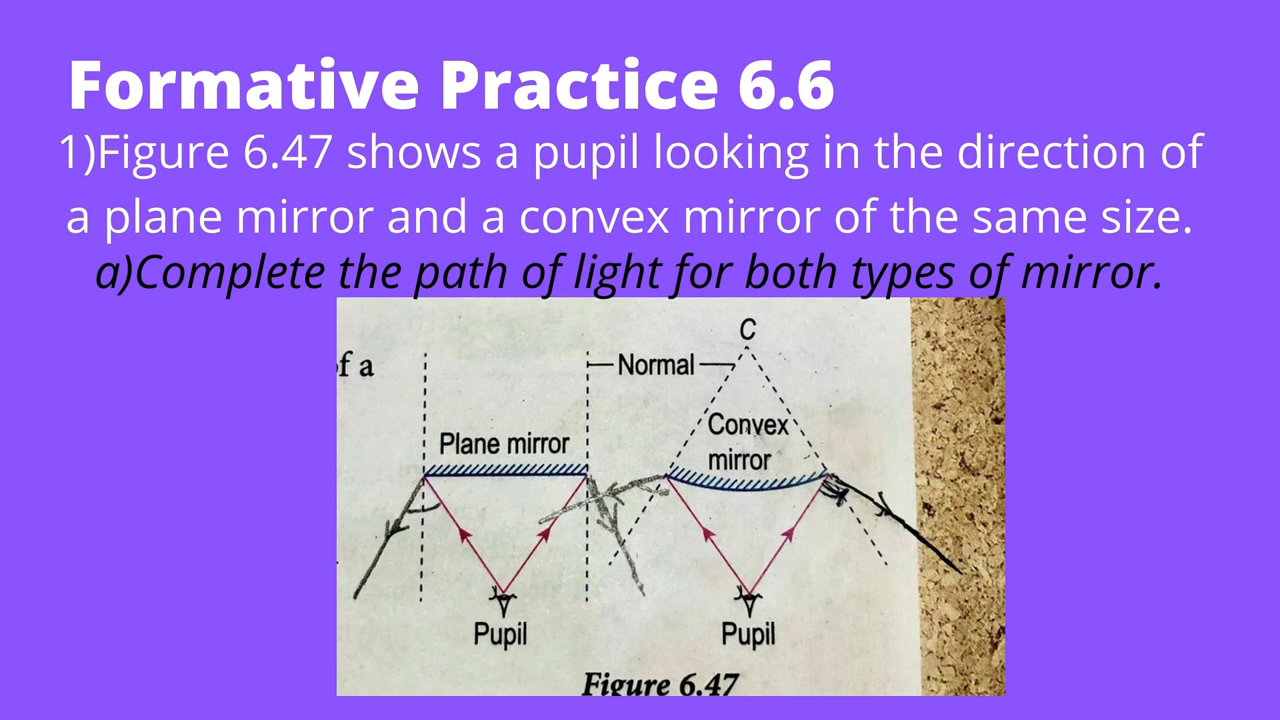 Formative Practice 6.6
1)Figure 6.47 shows a pupil looking in the direction of
a plane mirror and a convex mirror of the same size.
a)Complete the path of light for both types of mirror.
C
f a
Normal
Convex
Plane mirror
mirror
Pupil
Pupil
Figure 6.47